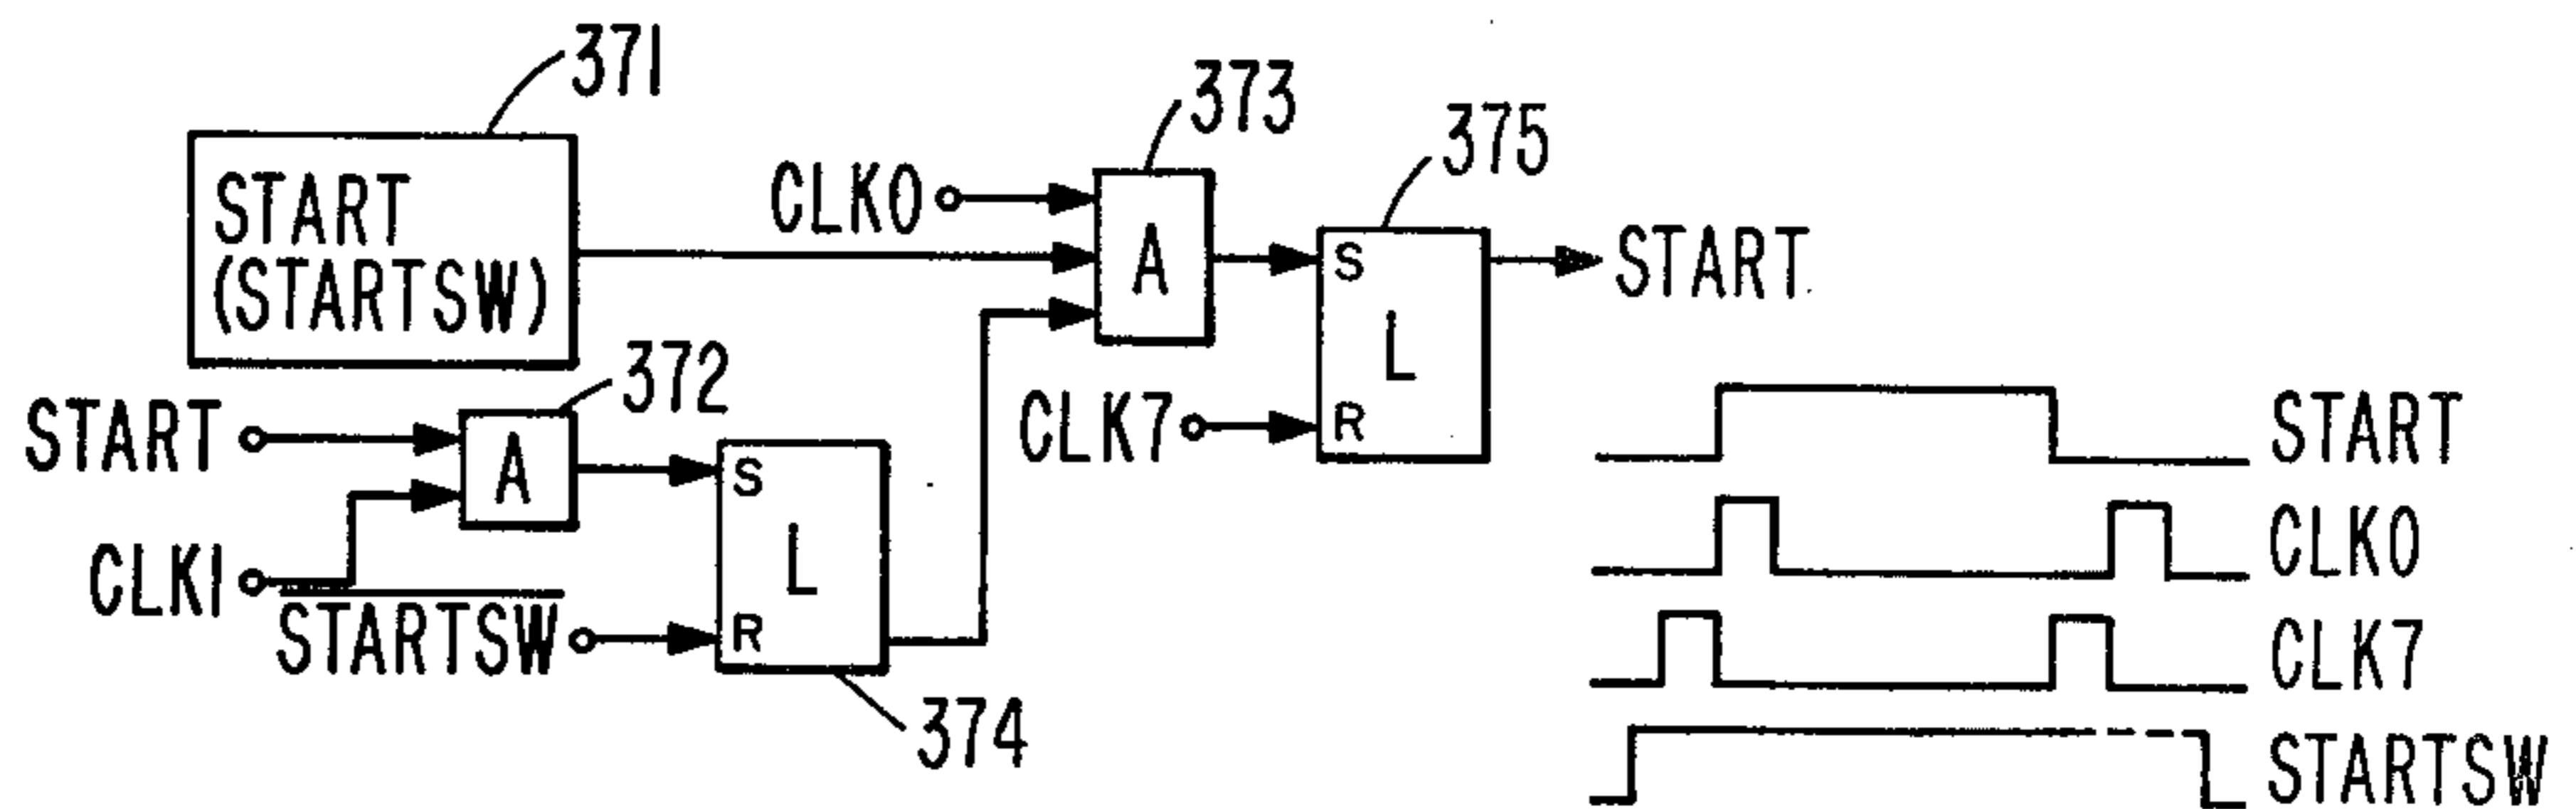 371
START
(STARTSW)
CLK0
373
A
375
S
L
R
START
CLK7
START
372
A
CLK1
STARTSW
S
L
R
374
START
CLK0
CLK7
STARTSW